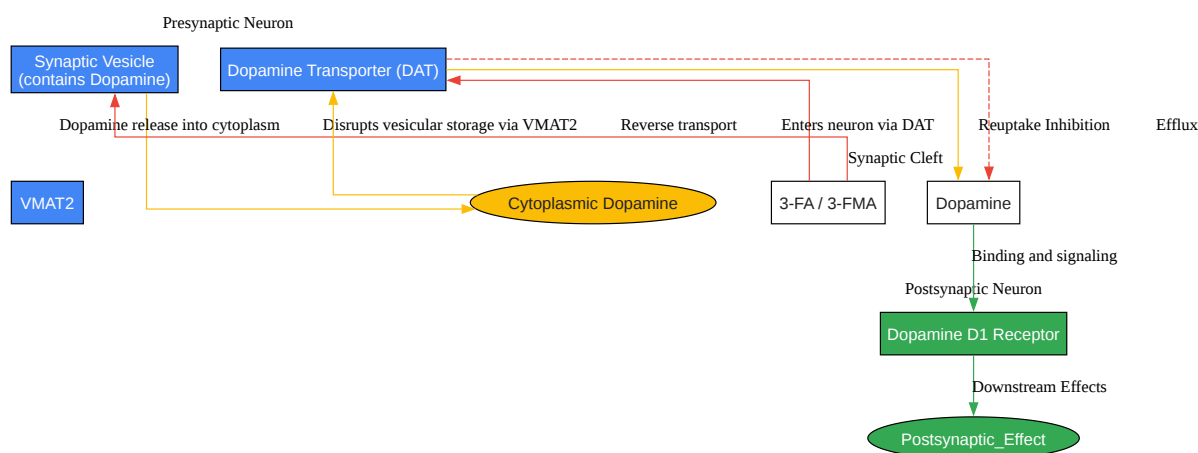 Presynaptic Neuron
Synaptic Vesicle
(contains Dopamine)
Dopamine Transporter (DAT)
Dopamine release into cytoplasm
Disrupts vesicular storage via VMAT2
Reverse transport
Enters neuron via DAT
Reuptake Inhibition
Efflux
Synaptic Cleft
VMAT2
Cytoplasmic Dopamine
3-FA / 3-FMA
Dopamine
Binding and signaling
Postsynaptic Neuron
Dopamine D1 Receptor
Downstream Effects
Postsynaptic_Effect